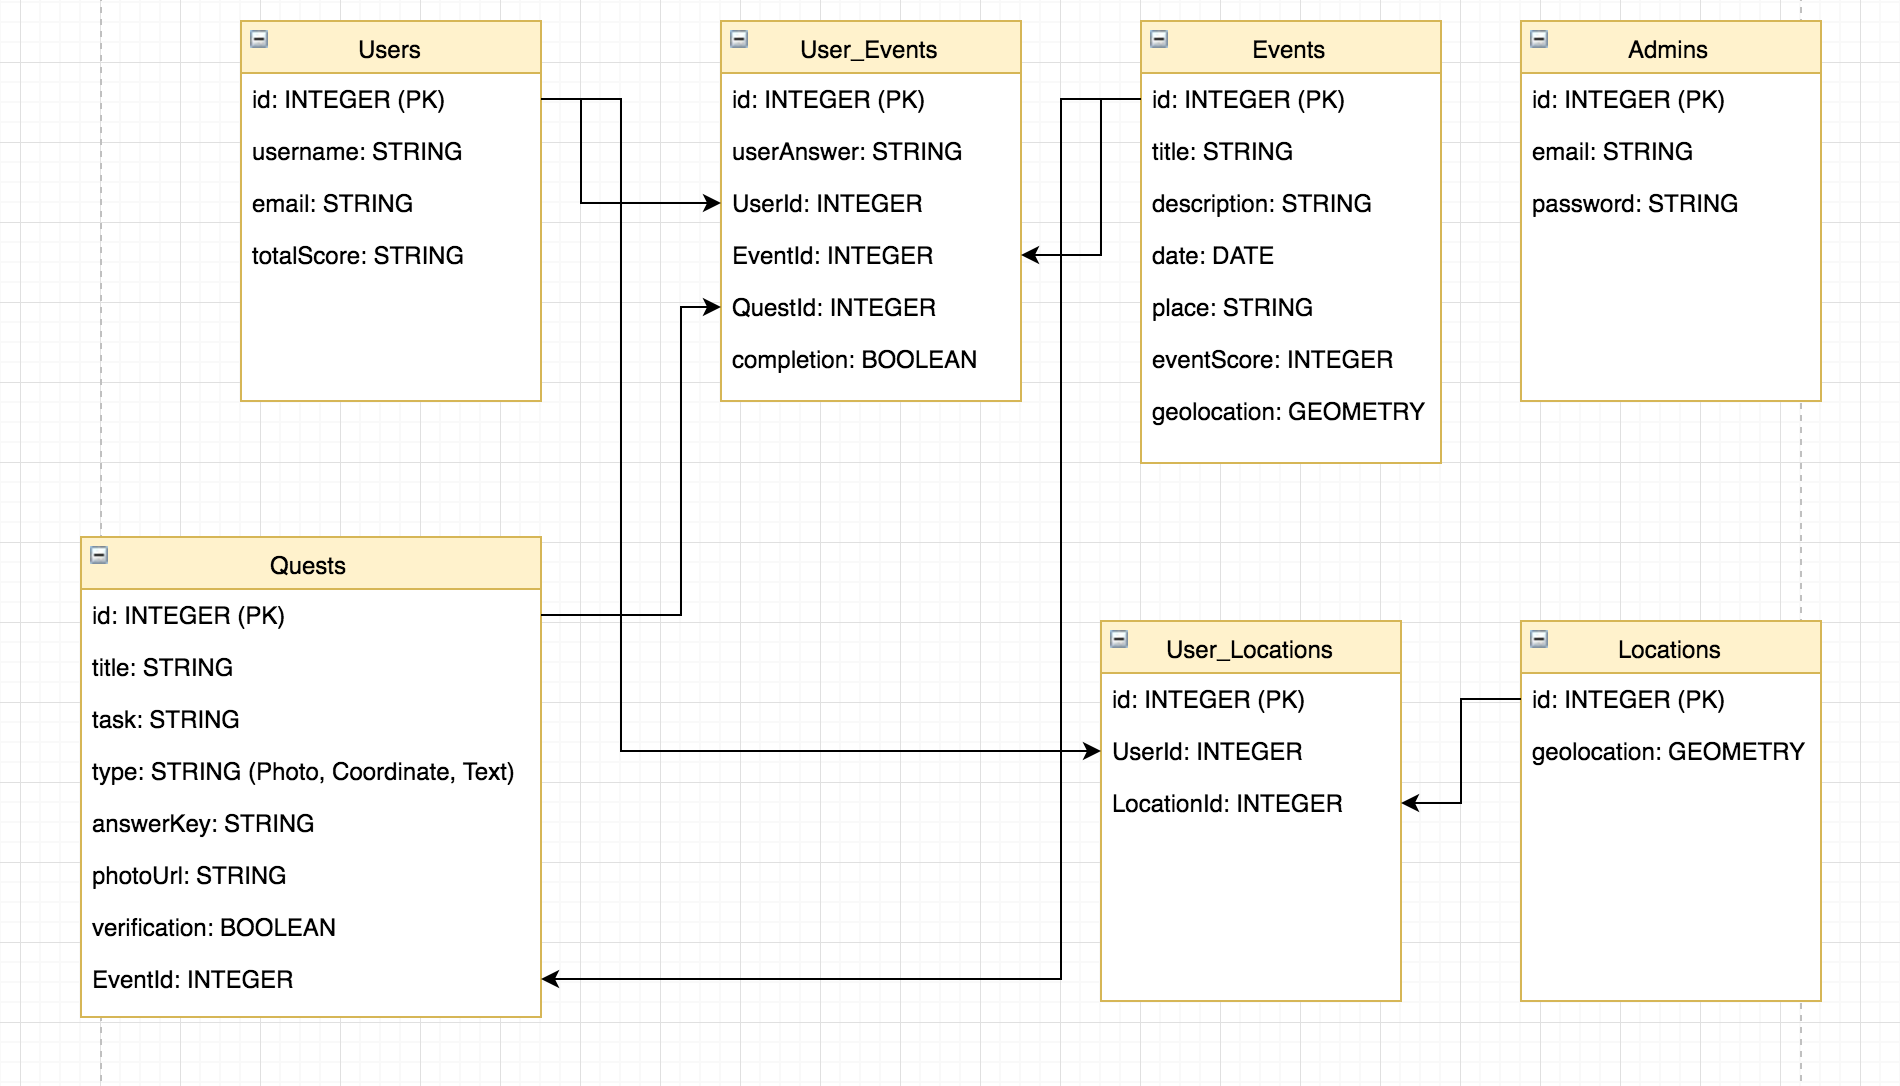 Users
id: INTEGER (PK)
username: STRING
email: STRING
totalScore: STRING
User_Events
id: INTEGER (PK)
userAnswer: STRING
UserId: INTEGER
EventId: INTEGER
QuestId: INTEGER
completion: BOOLEAN
Events
id: INTEGER (PK)
title: STRING
description: STRING
date: DATE
place: STRING
eventScore: INTEGER
geolocation: GEOMETRY
Admins
id: INTEGER (PK)
email: STRING
password: STRING
Quests
id: INTEGER (PK)
title: STRING
task: STRING
type: STRING (Photo, Coordinate, Text)
answerKey: STRING
photoUrl: STRING
verification: BOOLEAN
EventId: INTEGER
User_Locations
id: INTEGER (PK)
UserId: INTEGER
LocationId: INTEGER
Locations
id: INTEGER (PK)
geolocation: GEOMETRY